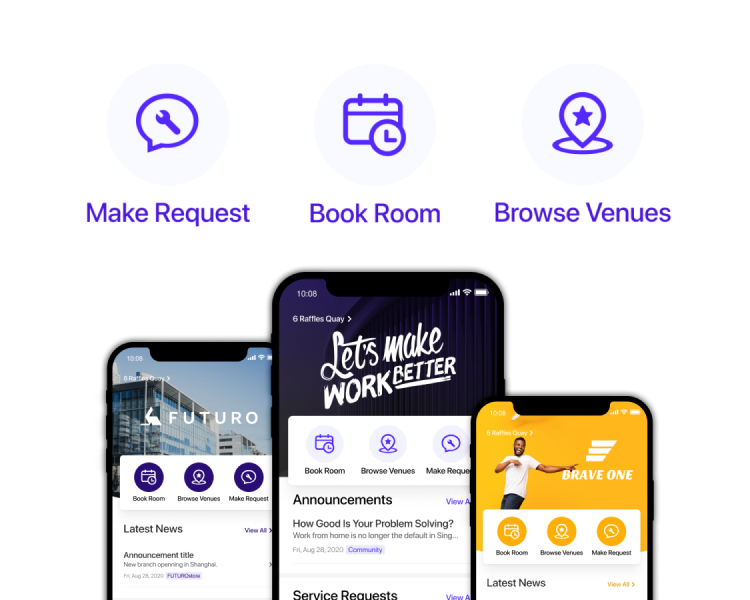 Make Request
Book Room
Browse Venues
10:08
6 Raffles Quay
Let's make
WORK BETTER
Book Room
Browse Venues
Make Reque
Announcements
View A
How Good Is Your Problem Solving?
Work from home is no longer the default in Sing...
Fri, Aug 28, 2020 Community
Service Requests
View A
10:08
6 Raffles Quay
FUTURO
Book Room
Browse Venues
Make Request
Latest News
View All
Announcement title
New branch openning in Shanghai.
Fri, Aug 28, 2020
10:08
6 Raffles Quay
BRAVE ONE
Book Room
Browse Venues
Make Request
Latest News
View All